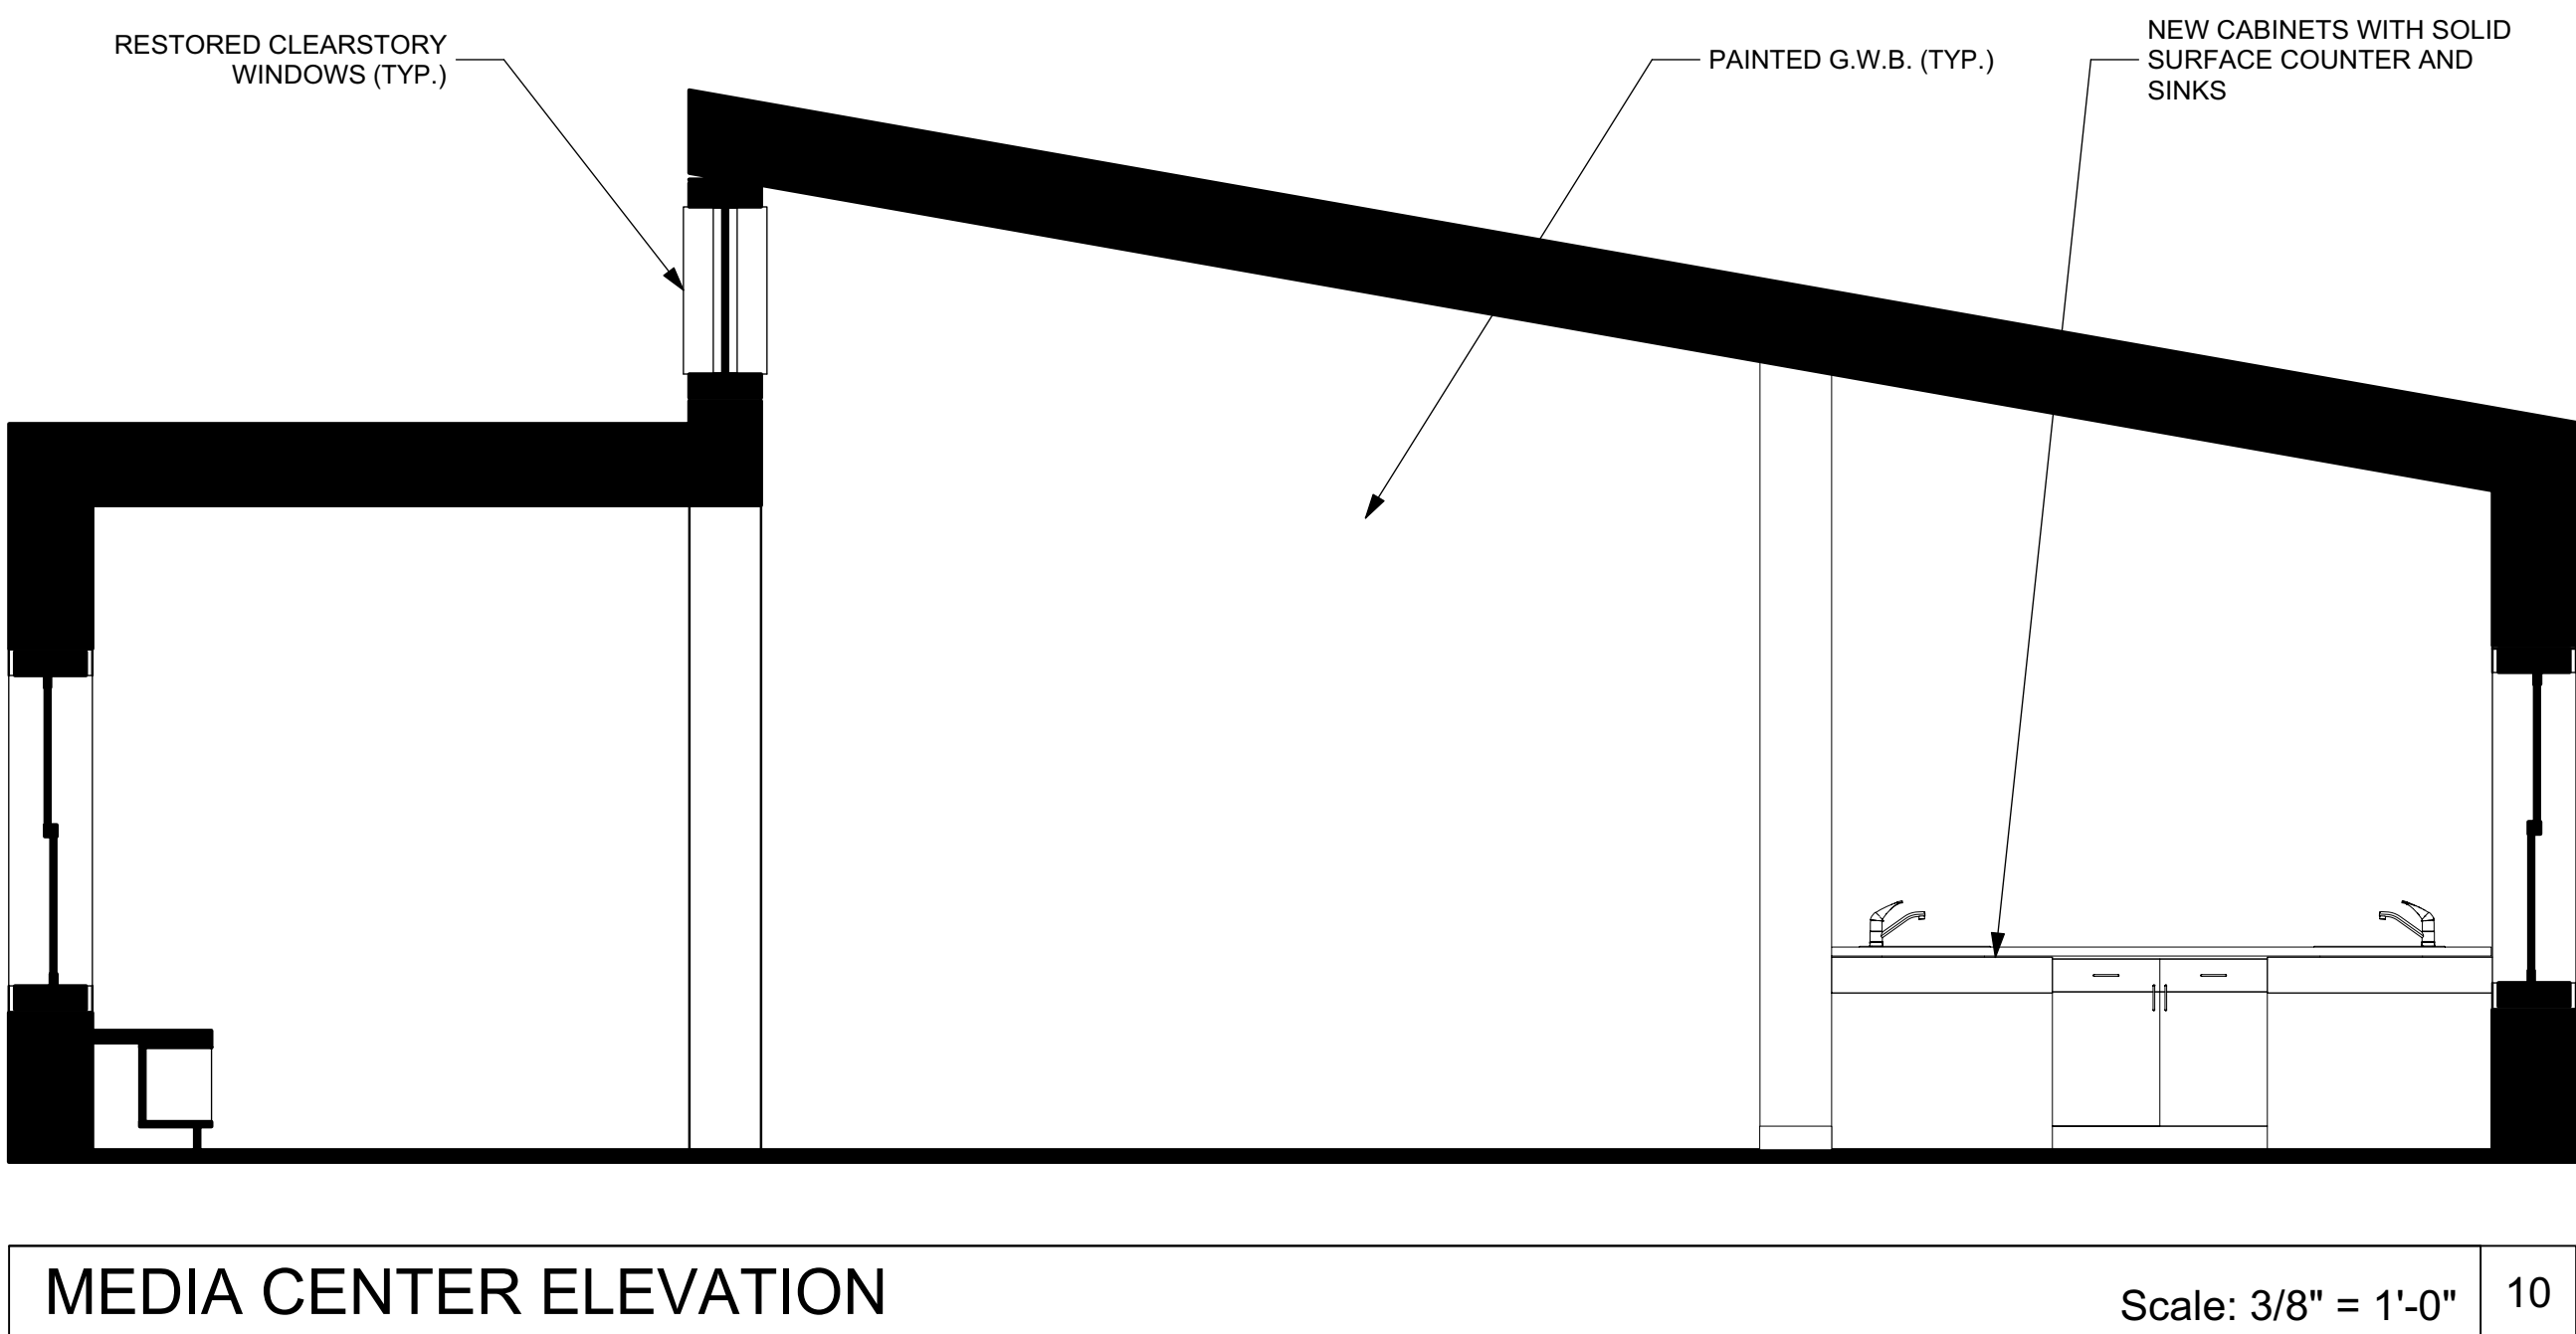 RESTORED CLEARSTORY
WINDOWS (TYP.)
PAINTED G.W.B. (TYP.)
NEW CABINETS WITH SOLID
SURFACE COUNTER AND
SINKS
MEDIA CENTER ELEVATION
Scale: 3/8" = 1'-0"
10